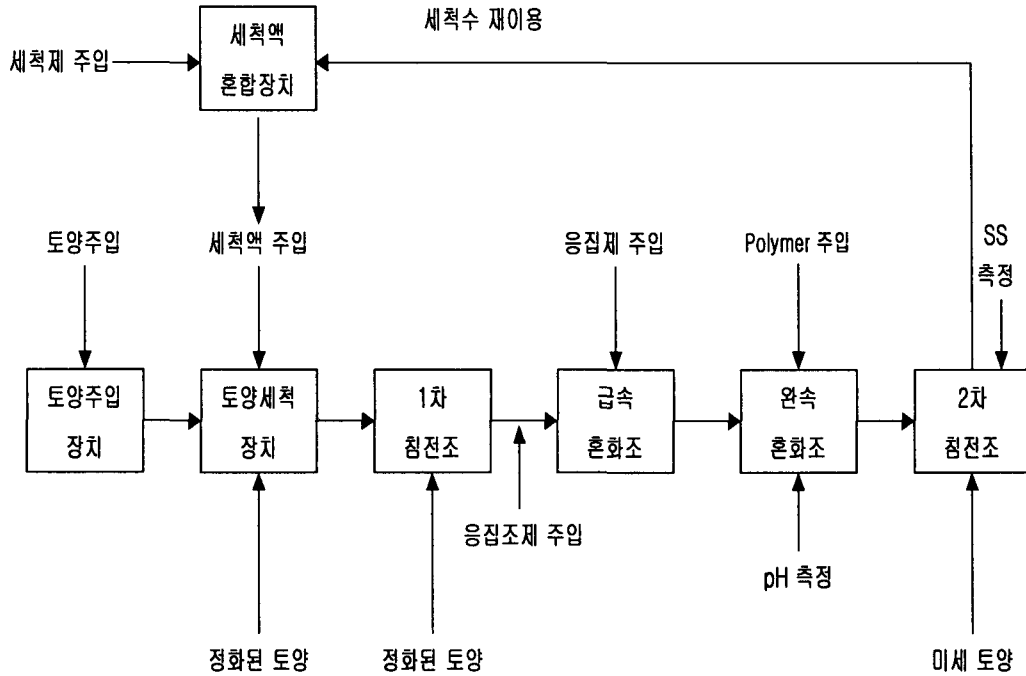 세척수 재이용
세척제 주입
세척액
혼합장치
토양주입
세척액 주입
응집제 주입
Polymer 주입
SS
측정
토양주입
장치
토양세척
장치
1차
침전조
급속
혼화조
완속
혼화조
2차
침전조
응집조제 주입
pH 측정
정화된 토양
정화된 토양
미세 토양